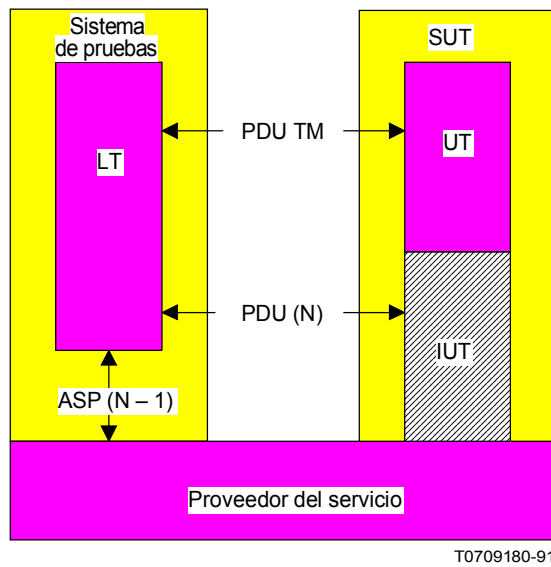 Sistema
de pruebas
SUT
LT
PDU TM
UT
PDU (N)
IUT
ASP (N – 1)
Proveedor del servicio
T0709180-91